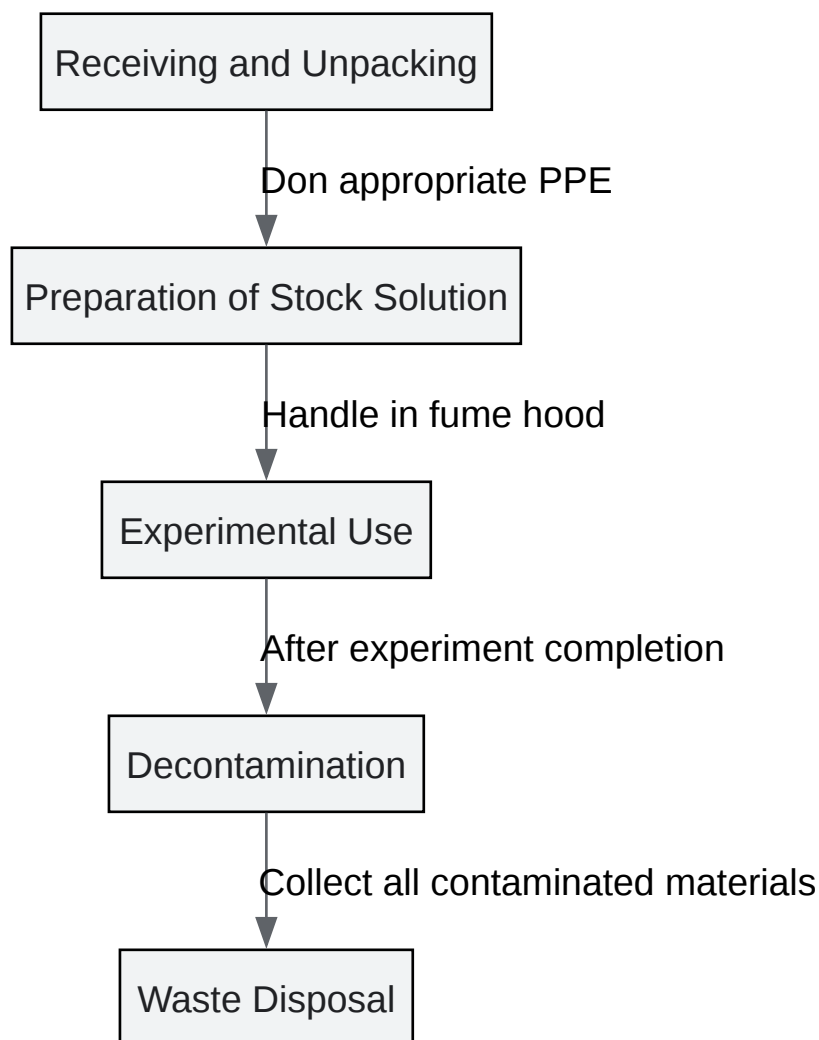 Receiving and Unpacking
Don appropriate PPE
Preparation of Stock Solution
Handle in fume hood
Experimental Use
After experiment completion
Decontamination
Collect all contaminated materials
Waste Disposal